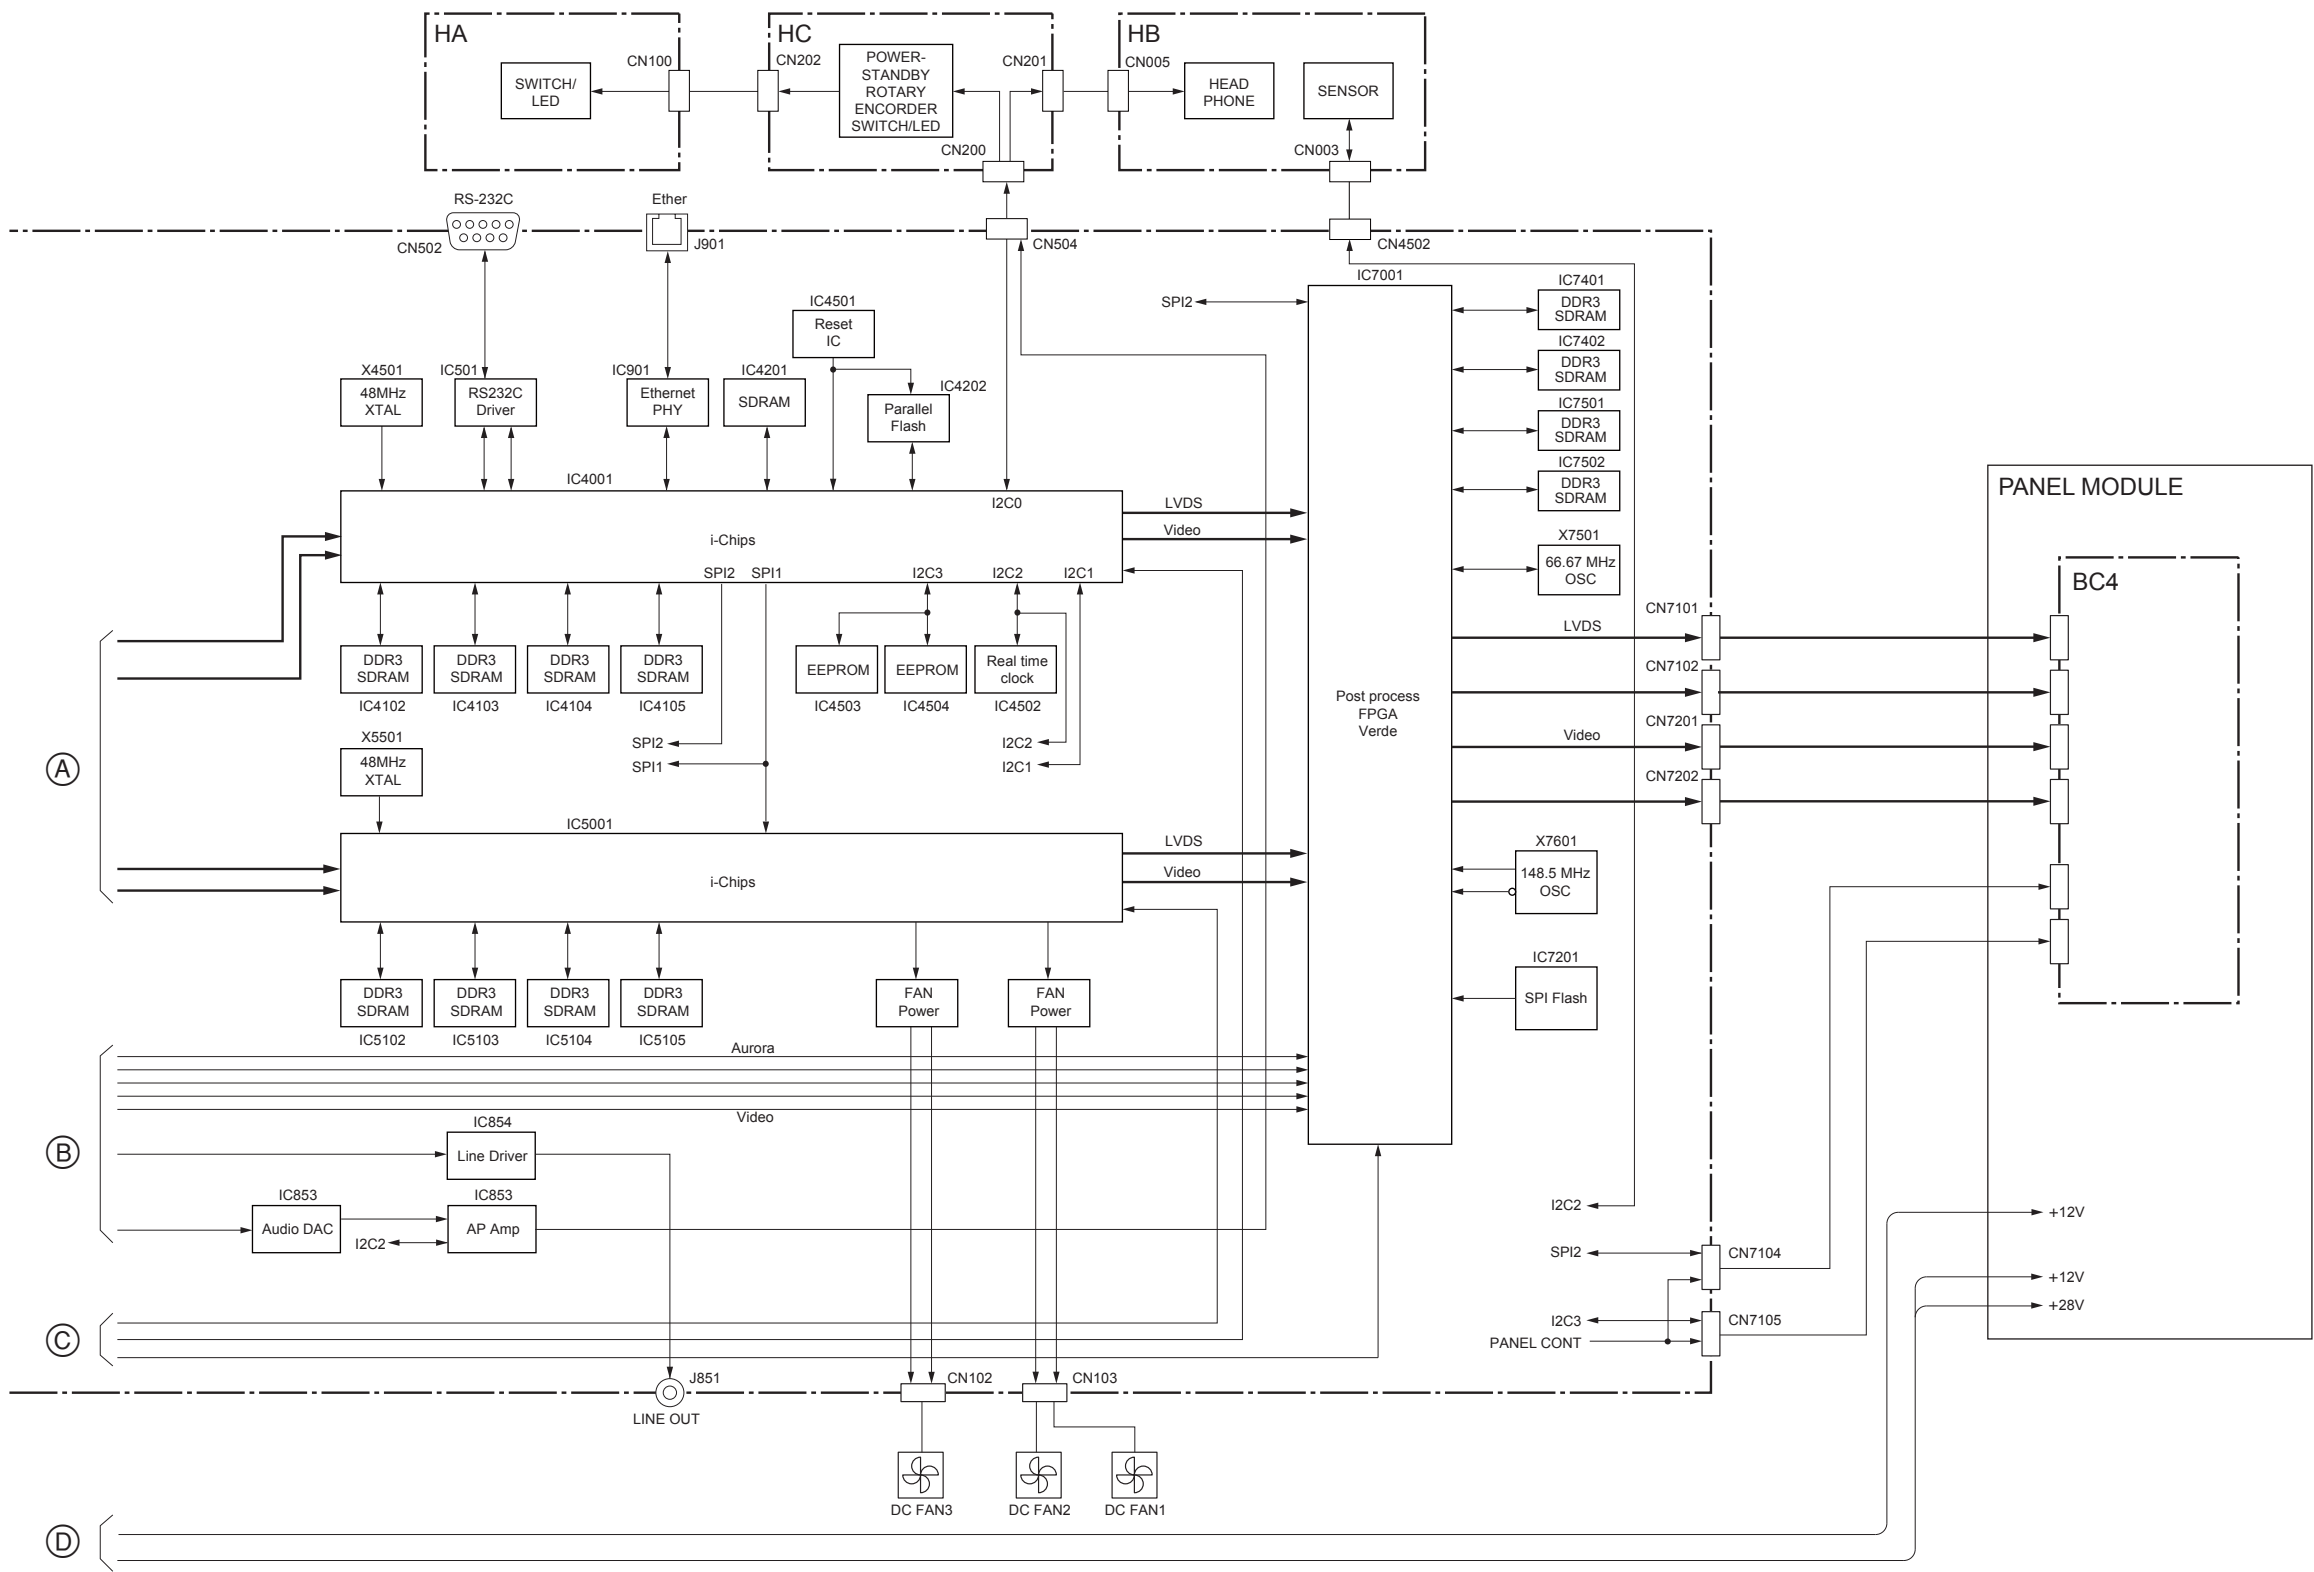 HA
CN100
SWITCH/
LED
HC
CN202
POWER-
STANDBY
ROTARY
ENCORDER
SWITCH/LED
CN201
CN200
HB
CN005
HEAD
PHONE
SENSOR
CN003
RS-232C
CN502
Ether
J901
CN504
CN4502
IC7001
SPI2
IC4501
Reset
IC
X4501
48MHz
XTAL
IC501
RS232C
Driver
IC901
Ethernet
PHY
IC4201
SDRAM
IC4202
Parallel
Flash
IC7401
DDR3
SDRAM
IC7402
DDR3
SDRAM
IC7501
DDR3
SDRAM
IC7502
DDR3
SDRAM
X7501
66.67 MHz
OSC
IC4001
I2C0
i-Chips
SPI2
SPI1
I2C3
I2C2
I2C1
LVDS
Video
DDR3
SDRAM
IC4102
DDR3
SDRAM
IC4103
DDR3
SDRAM
IC4104
DDR3
SDRAM
IC4105
EEPROM
IC4503
EEPROM
IC4504
Real time
clock
IC4502
SPI2
SPI1
I2C2
I2C1
Post process
FPGA
Verde
LVDS
Video
CN7101
CN7102
CN7201
CN7202
PANEL MODULE
BC4
A
X5501
48MHz
XTAL
IC5001
i-Chips
LVDS
Video
DDR3
SDRAM
IC5102
DDR3
SDRAM
IC5103
DDR3
SDRAM
IC5104
DDR3
SDRAM
IC5105
FAN
Power
FAN
Power
X7601
148.5 MHz
OSC
IC7201
SPI Flash
B
Aurora
Video
IC854
Line Driver
IC853
Audio DAC
IC853
AP Amp
I2C2
I2C2
SPI2
CN7104
I2C3
PANEL CONT
CN7105
+12V
+12V
+28V
C
J851
LINE OUT
CN102
CN103
DC FAN3
DC FAN2
DC FAN1
D